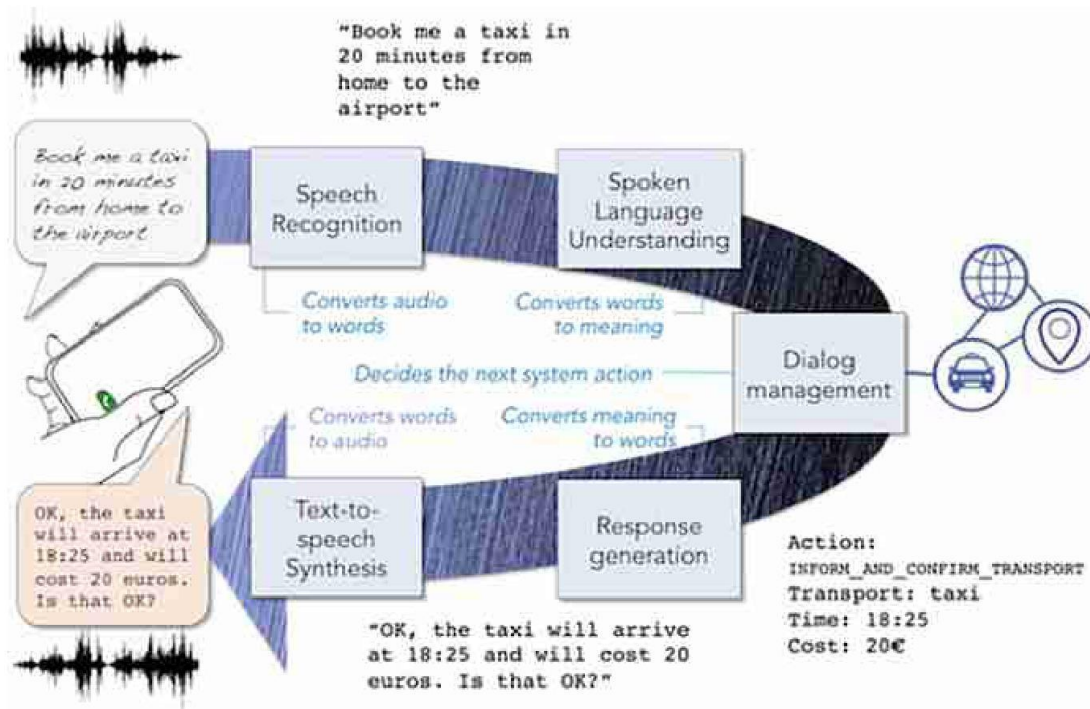 "Book me a taxi in
20 minutes from
home to the
airport"
Book me a taxi
in 20 minutes
from home to
the airport
Speech
Recognition
Spoken
Language
Understanding
Converts audio
to words
Converts words
to meaning
Dialog
management
Decides the next system action
Converts words
to audio
Converts meaning
to words
OK, the taxi
will arrive at
18:25 and will
cost 20 euros.
Is that OK?
Text-to-
speech
Synthesis
Response
generation
Action:
INFORM_AND_CONFIRM_TRANSPORT
Transport: taxi
Time: 18:25
Cost: 20€
"OK, the taxi will arrive
at 18:25 and will cost 20
euros. Is that OK?"